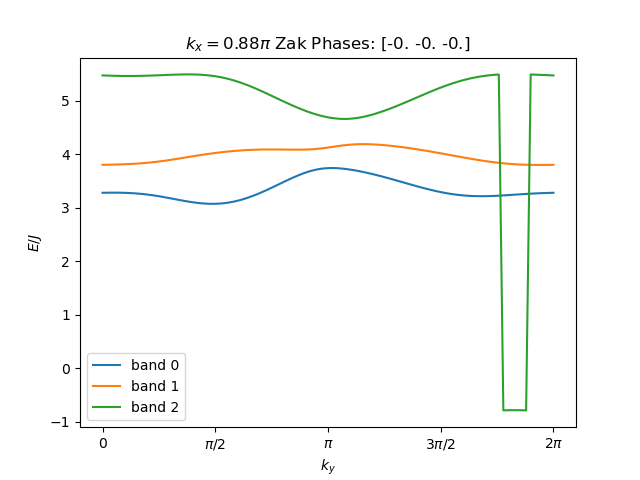 $k_x = 0.88\pi$ Zak Phases: [-0. -0. -0.]
E/J
5
4
3
2
1
0
−1
band 0
band 1
band 2
0
π/2
π
3π/2
2π
$k_y$